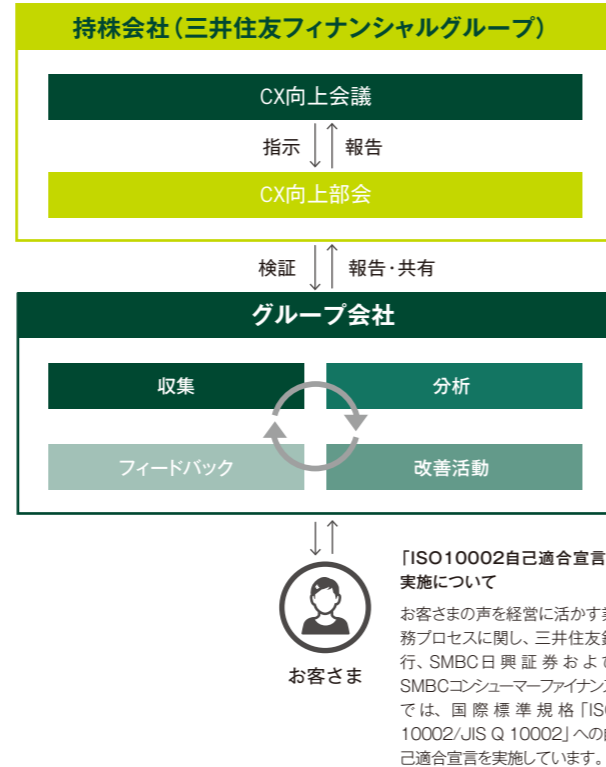 持株会社（三井住友フィナンシャルグループ）
CX向上会議
指示 報告
CX向上部会
検証 報告・共有
グループ会社
収集 分析
フィードバック 改善活動
「ISO10002自己適合宣言
実施について
お客さまの声を経営に活かす
務プロセスに関し、三井住友
行、SMBC日興証券およ
SMBCコンシューマーファイナン
では、国際標準規格「IS
10002/JIS Q 10002」への
己適合宣言を実施しています。
お客さま